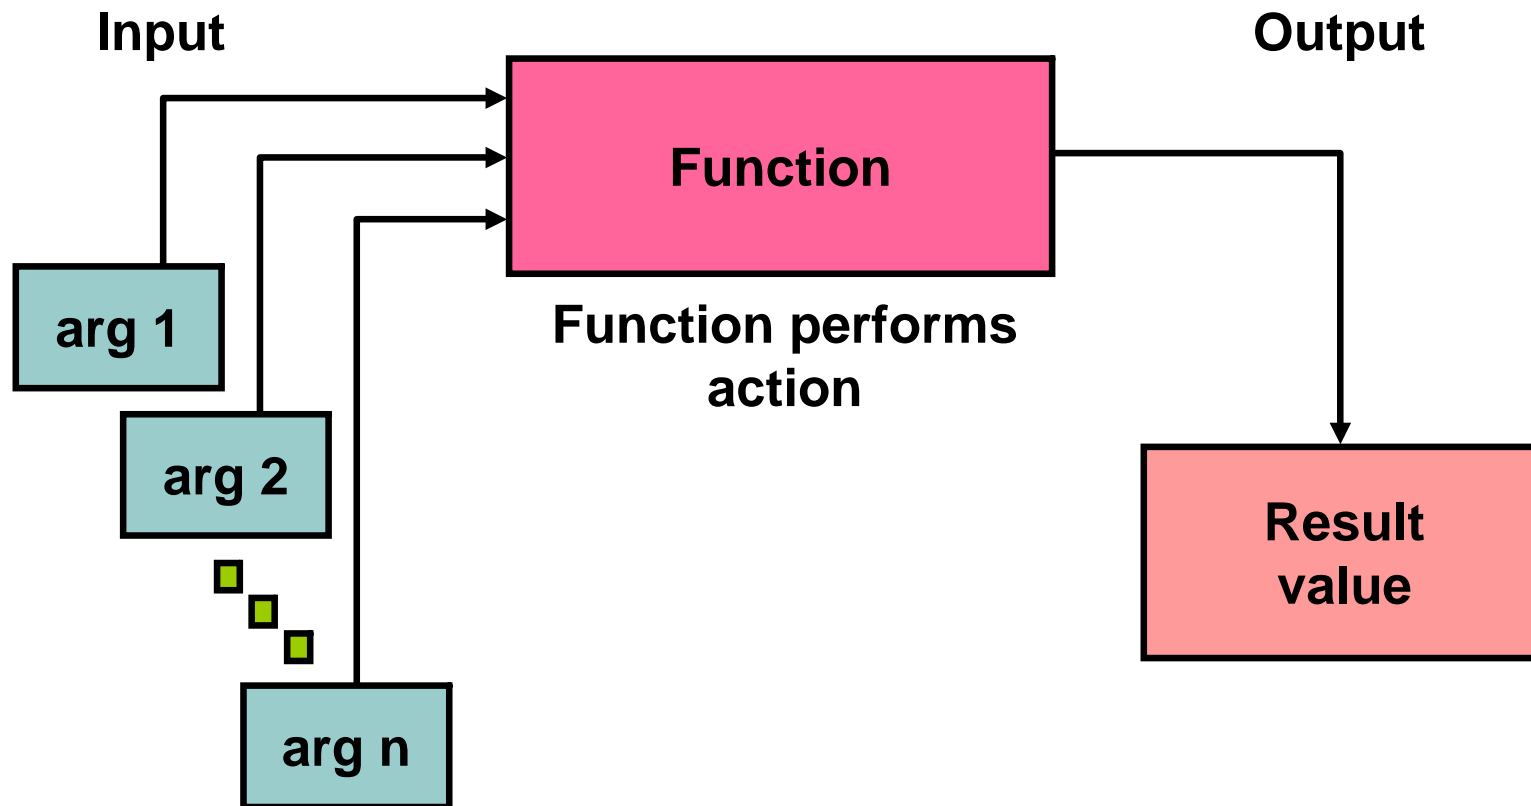 Input
Output
Function
arg 1
Function performs
action
arg 2
Result
value
arg n